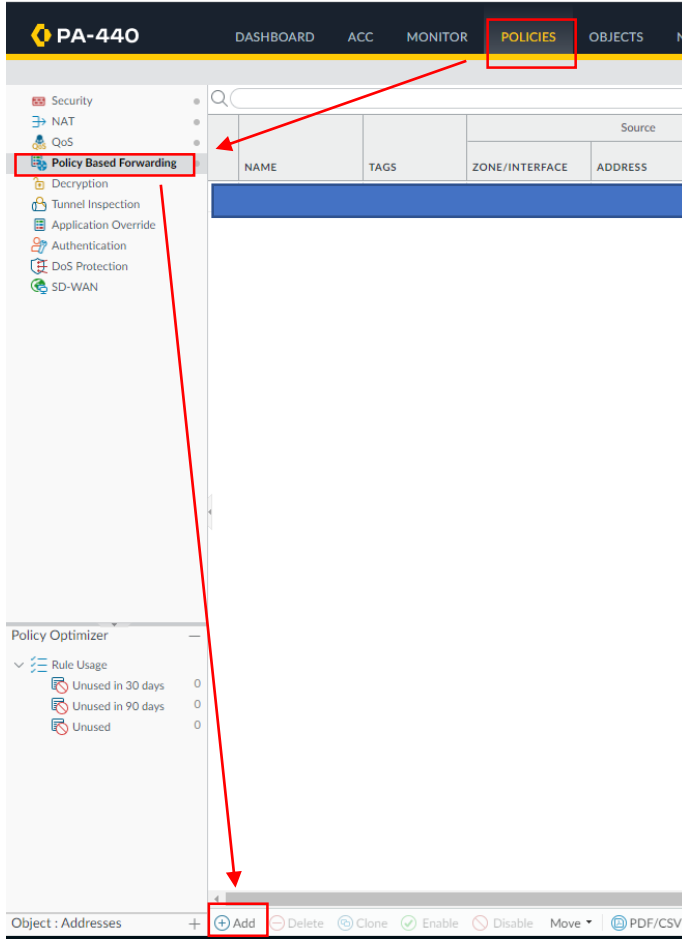 PA-440
DASHBOARD ACC MONITOR POLICIES OBJECTS N
Security
NAT
QoS
Policy Based Forwarding
Decryption
Tunnel Inspection
Application Override
Authentication
DoS Protection
SD-WAN
Source
NAME TAGS ZONE/INTERFACE ADDRESS
Policy Optimizer
Rule Usage
Unused in 30 days 0
Unused in 90 days 0
Unused 0
Object : Addresses
Add Delete Clone Enable Disable Move PDF/CSV